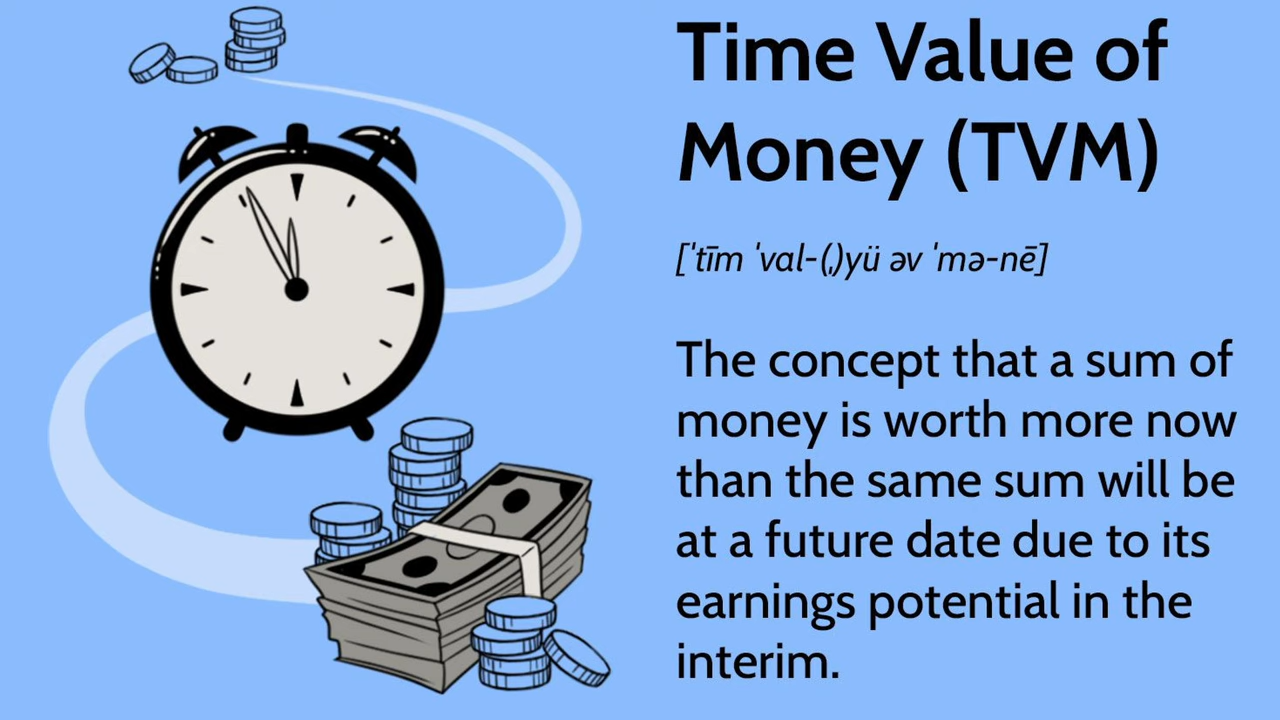 Time Value of
Money (TVM)
[ˈtīm ˈval-(ˌ)yü əv ˈmə-nē]
The concept that a sum of
money is worth more now
than the same sum will be
at a future date due to its
earnings potential in the
interim.